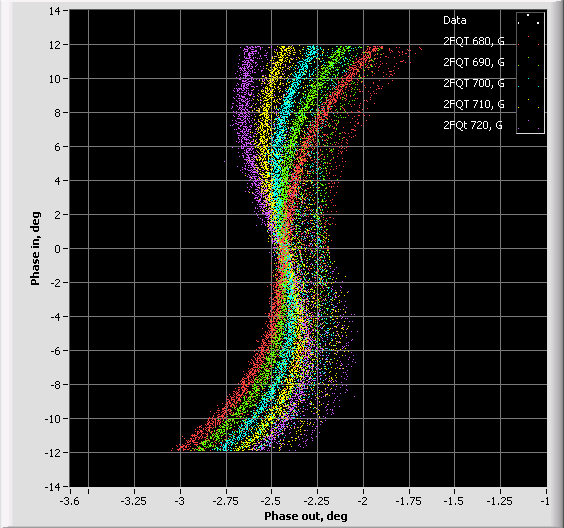 Data
2FQT 680, G
2FQT 690, G
2FQT 700, G
2FQT 710, G
2FQt 720, G
14
12
10
8
6
4
2
0
-2
-4
-6
-8
-10
-12
-14
Phase in, deg
-3.6 -3 -2.75 -2.5 -2.25 -2 -1.75 -1.5 -1.25 -1
Phase out, deg